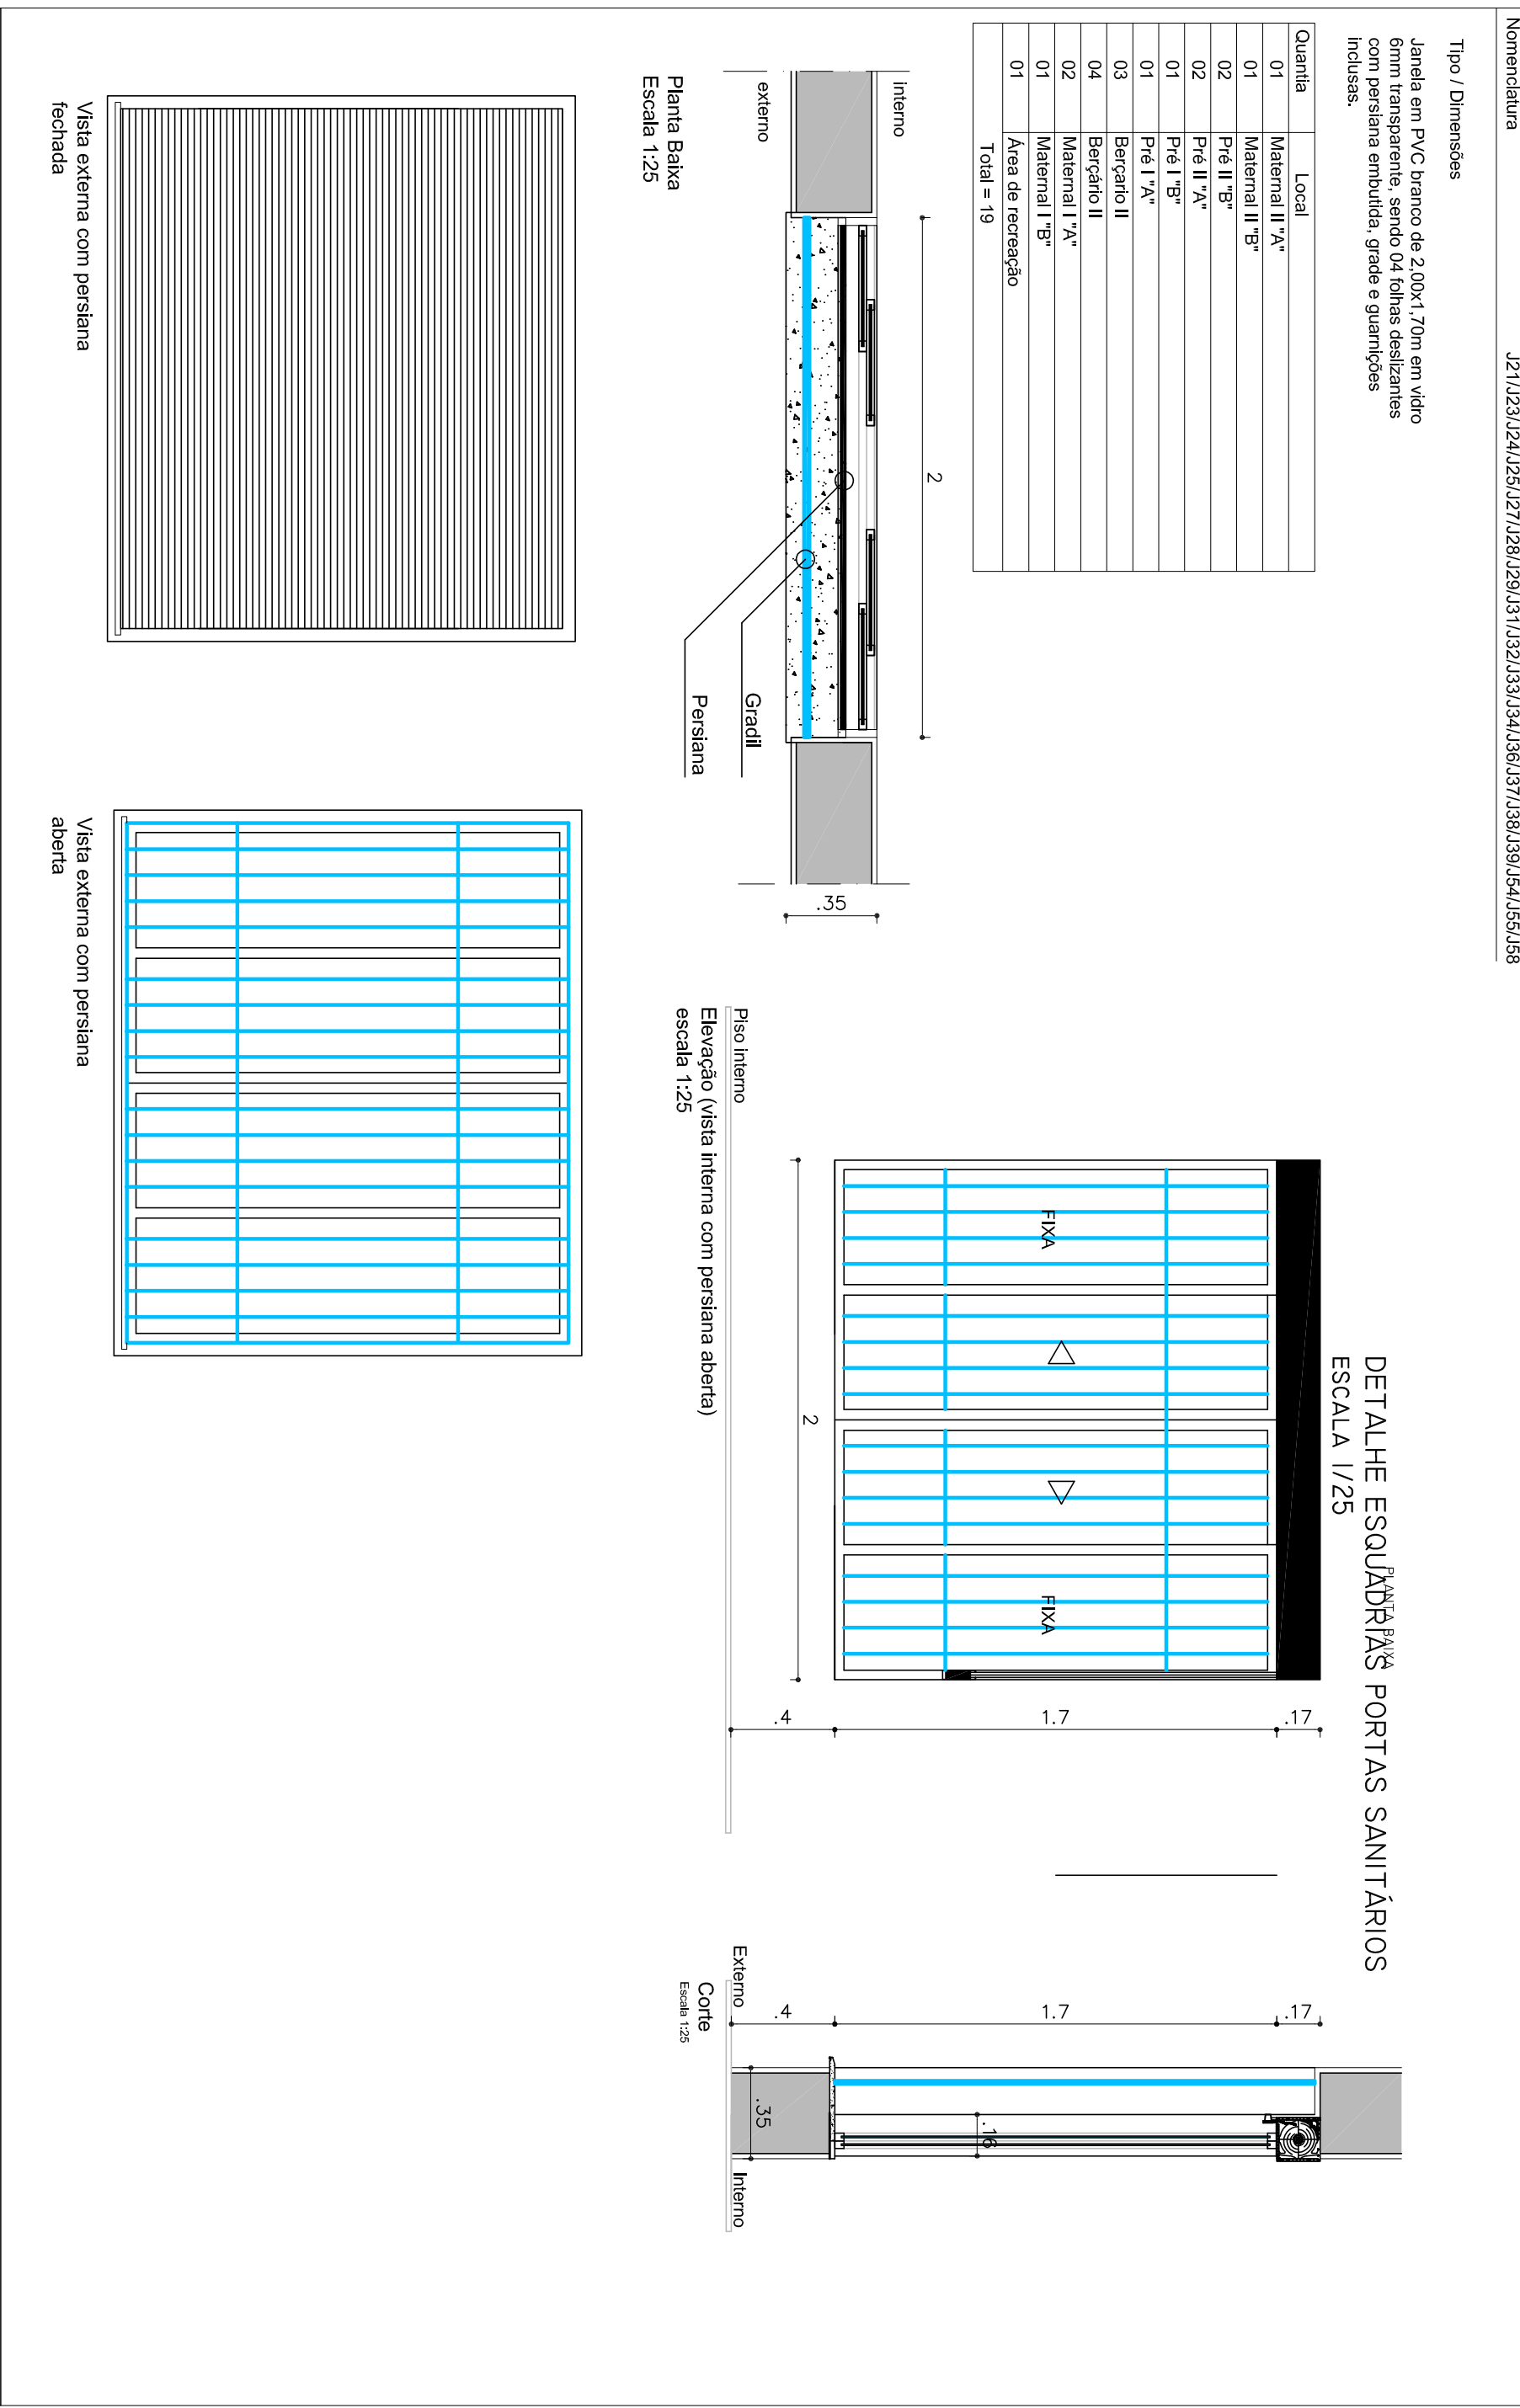 Nomenclatura J21/J23/J24/J25/J27/J28/J29/J31/J32/J33/J34/J36/J37/J38/J39/J54/J55/J58
Tipo / Dimensões
Janela em PVC branco de 2,00x1,70m em vidro
6mm transparente, sendo 04 folhas deslizantes
com persiana embutida, grade e guarnições
inclusas.
Quantia Local
01 Maternal II "A"
01 Maternal II "B"
02 Pré II "B"
02 Pré II "A"
01 Pré I "B"
01 Pré I "A"
03 Berçario II
04 Berçário II
02 Maternal I "A"
01 Maternal I "B"
01 Área de recreação
Total = 19
interno
externo
2
.35
Gradil
Persiana
Planta Baixa
Escala 1:25
DETALHE ESQUADRIAS PORTAS SANITÁRIOS
PLANTA BAIXA
ESCALA 1/25
FIXA
FIXA
.17
1.7
.4
2
Piso interno
Elevação (vista interna com persiana aberta)
escala 1:25
.17
1.7
.4
.16
.35
Externo
Interno
Corte
Escala 1:25
Vista externa com persiana
fechada
Vista externa com persiana
aberta